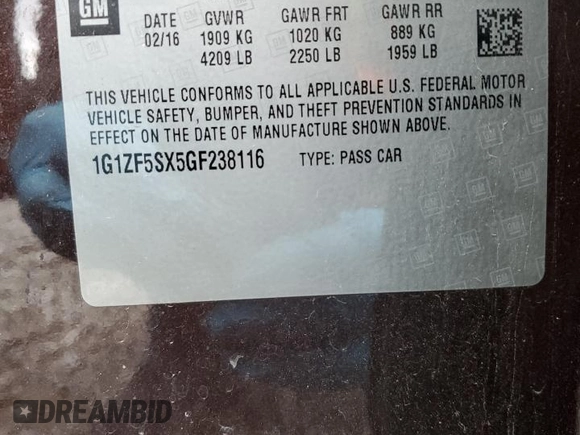 GM
DATE GVWR GAWR FRT GAWR RR
02/16 1909 KG 1020 KG 889 KG
4209 LB 2250 LB 1959 LB
THIS VEHICLE CONFORMS TO ALL APPLICABLE U.S. FEDERAL MOTOR
VEHICLE SAFETY, BUMPER, AND THEFT PREVENTION STANDARDS IN
EFFECT ON THE DATE OF MANUFACTURE SHOWN ABOVE.
1G1ZF5SX5GF238116 TYPE: PASS CAR
DREAMBID